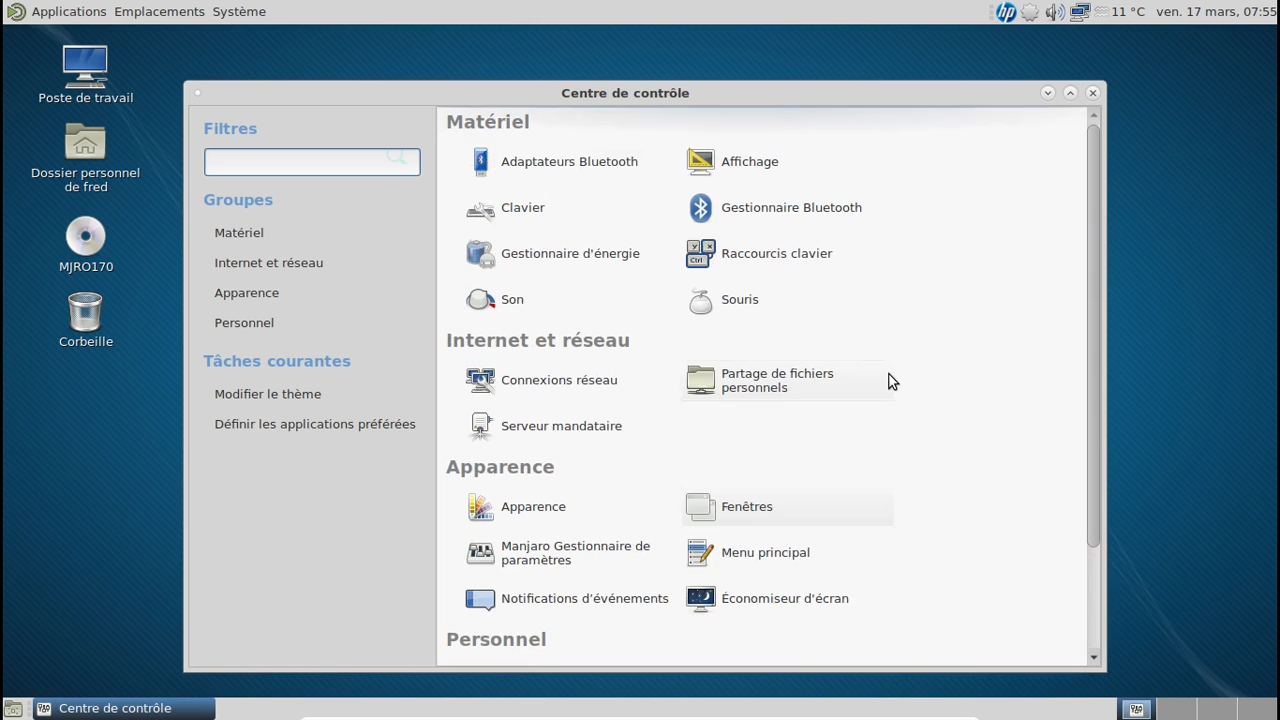 Applications Emplacements Système
hp
11 °C
ven. 17 mars, 07:55
Poste de travail
Dossier personnel
de fred
MJRO170
Corbeille
Centre de contrôle
Filtres
Groupes
Matériel
Internet et réseau
Apparence
Personnel
Tâches courantes
Modifier le thème
Définir les applications préférées
Matériel
Adaptateurs Bluetooth
Affichage
Clavier
Gestionnaire Bluetooth
Gestionnaire d'énergie
Y X
Ctrl
Raccourcis clavier
Son
Souris
Internet et réseau
Connexions réseau
Partage de fichiers
personnels
Serveur mandataire
Apparence
Apparence
Fenêtres
Manjaro Gestionnaire de
paramètres
Menu principal
Notifications d’événements
Économiseur d'écran
Personnel
Centre de contrôle